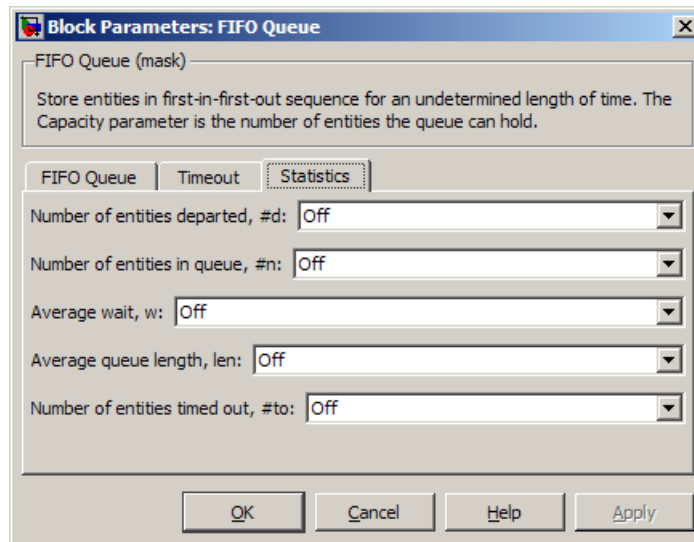 Block Parameters: FIFO Queue
FIFO Queue (mask)
Store entities in first-in-first-out sequence for an undetermined length of time. The
Capacity parameter is the number of entities the queue can hold.
FIFO Queue Timeout Statistics
Number of entities departed, #d: Off
Number of entities in queue, #n: Off
Average wait, w: Off
Average queue length, len: Off
Number of entities timed out, #to: Off
OK Cancel Help Apply